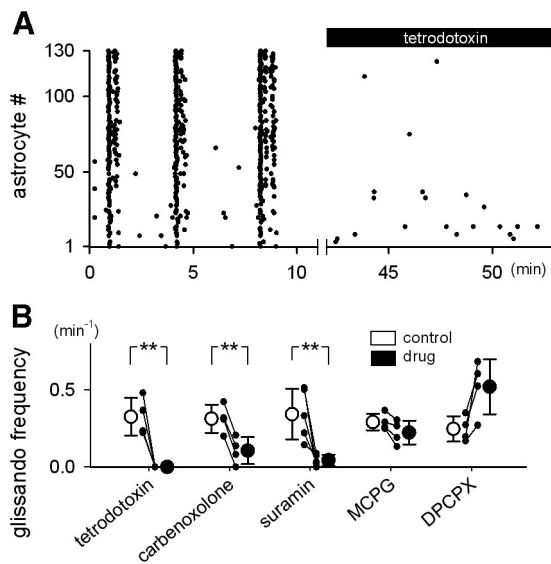 A
tetrodotoxin
astrocyte #
130
100
50
1
0 5 10 45 50 (min)
B
(min⁻¹)
glissando frequency
** ** **
control
drug
0.5
0.0
tetrodotoxin
carbenoxolone
suramin
MCPG
DPCPX